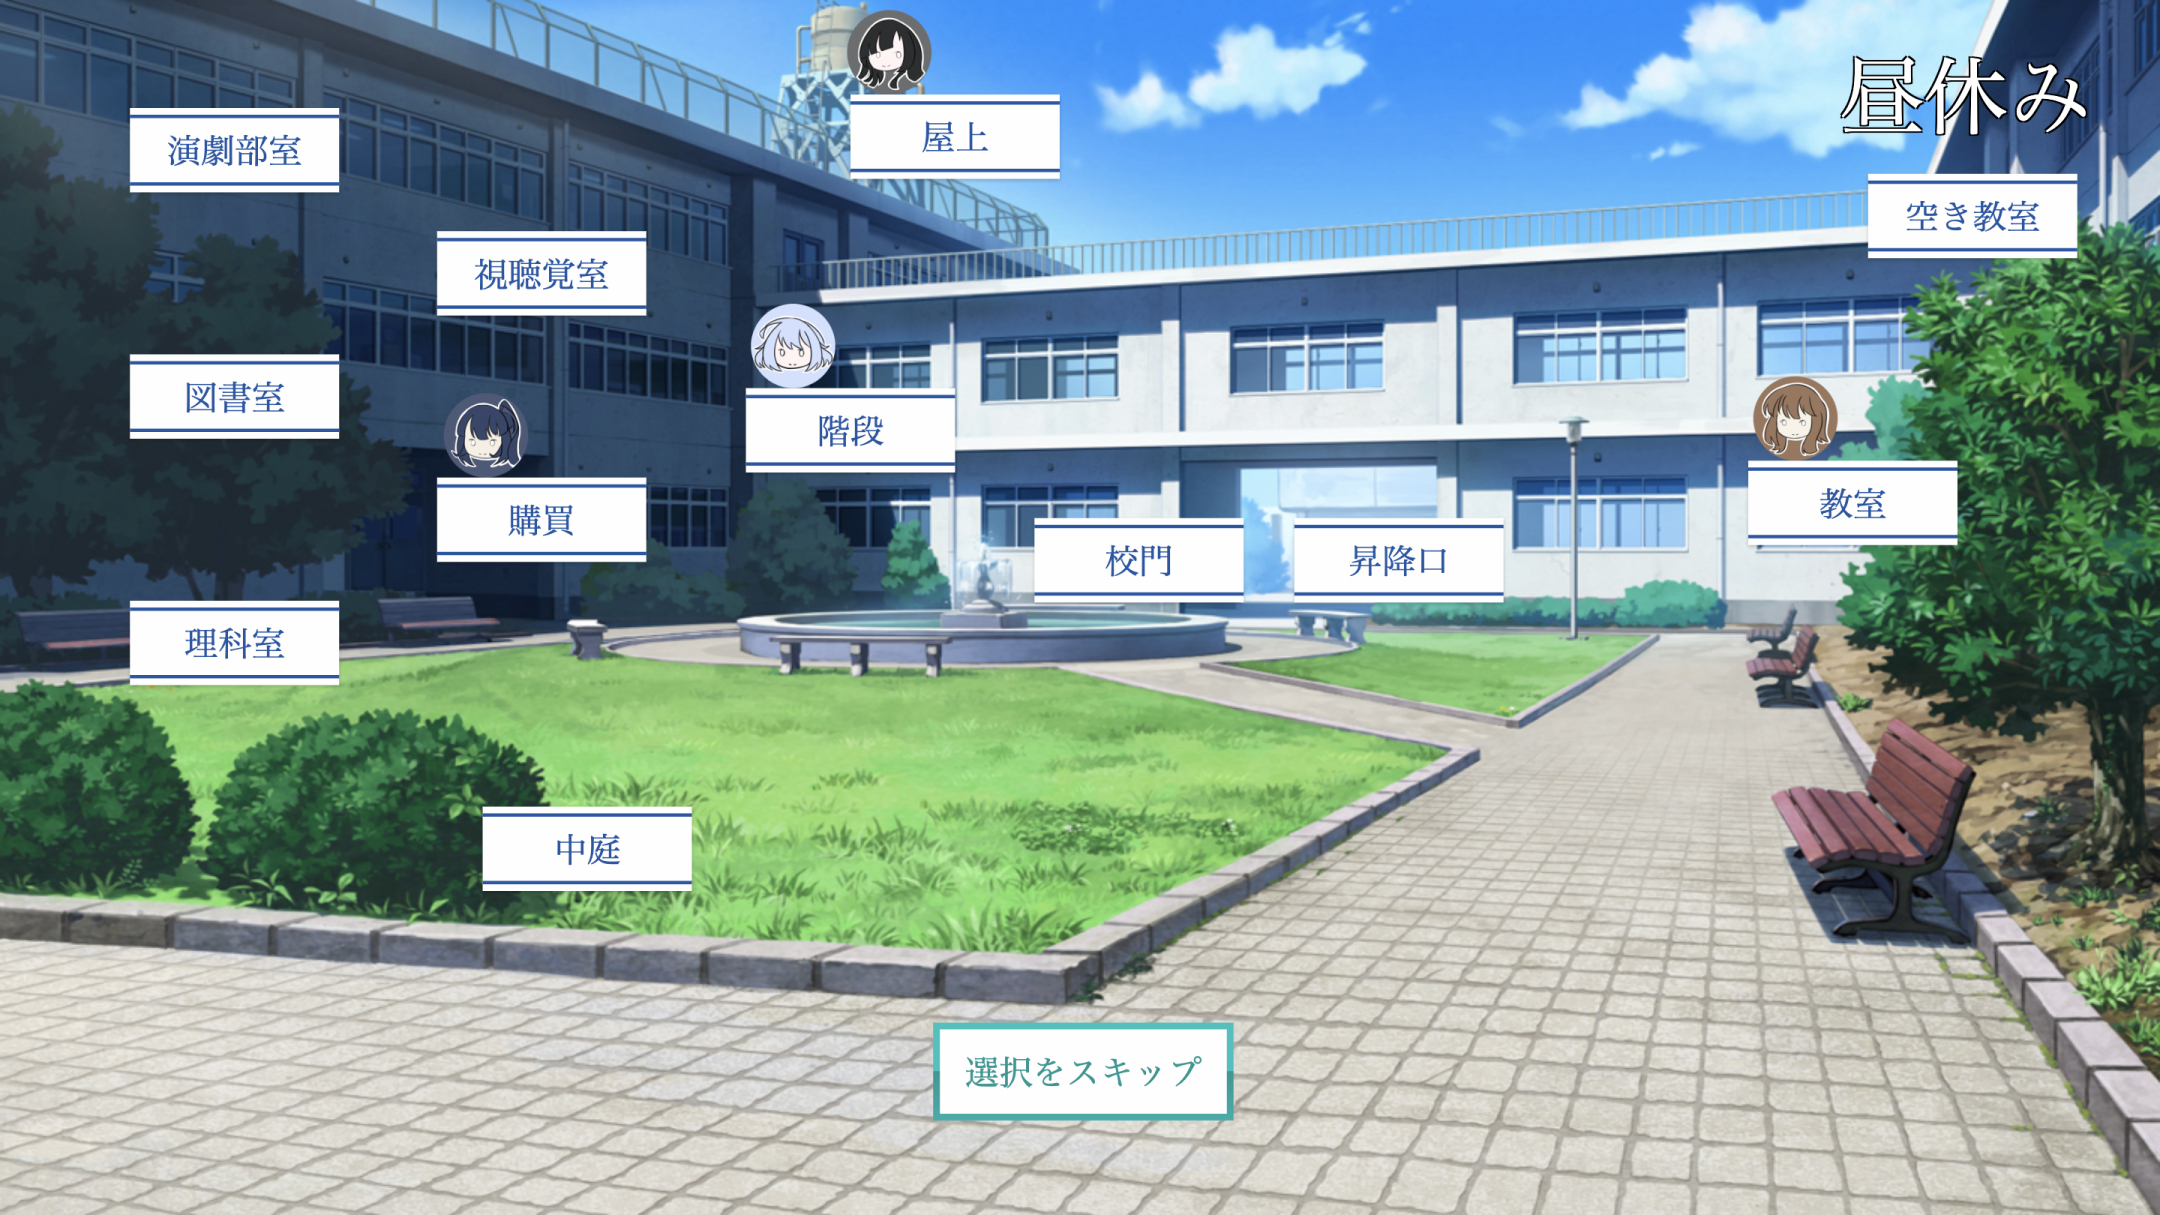 昼休み
屋上
演劇部室
空き教室
視聴覚室
図書室
階段
教室
購買
校門
昇降口
理科室
中庭
選択をスキップ